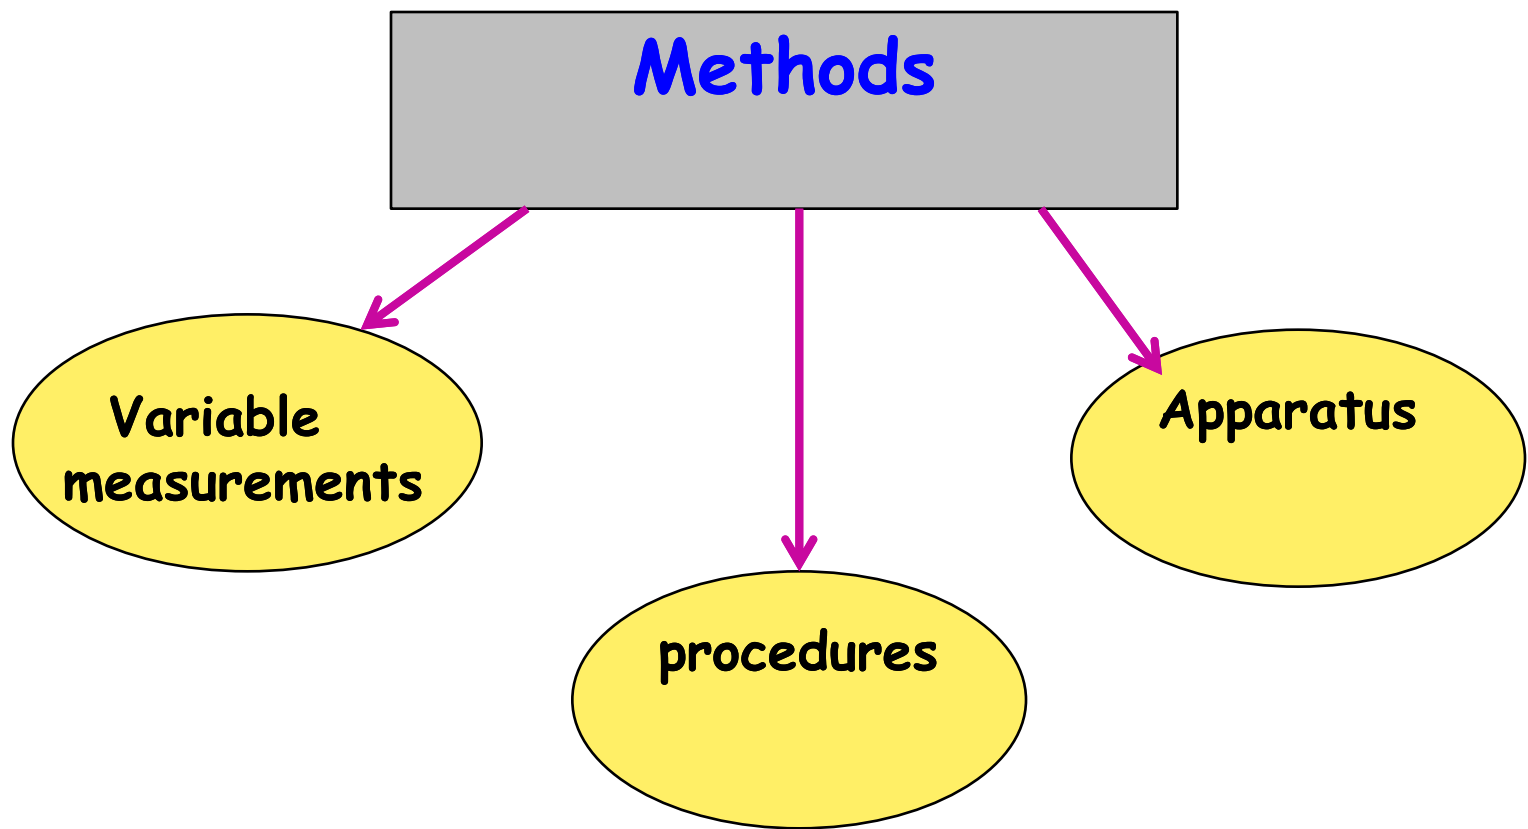 Methods
Variable
measurements
Apparatus
procedures